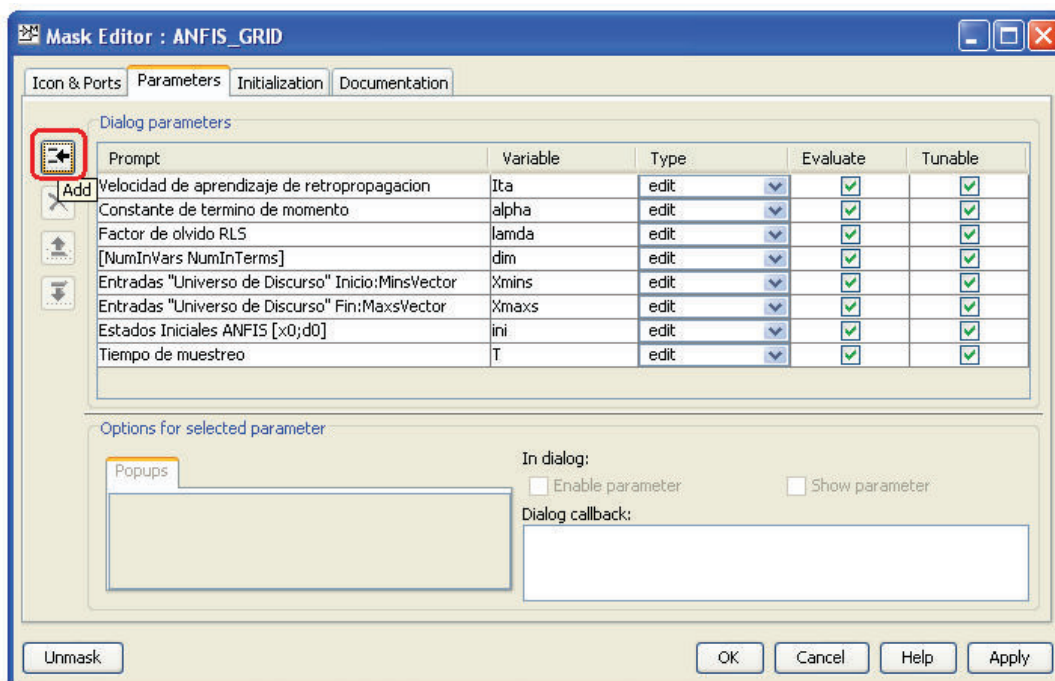 Mask Editor : ANFIS_GRID
Icon & Ports Parameters Initialization Documentation
Dialog parameters
Prompt Variable Type Evaluate Tunable
Add
Velocidad de aprendizaje de retropropagacion Ita edit
Constante de termino de momento alpha edit
Factor de olvido RLS lamda edit
[NumInVars NumInTerms] dim edit
Entradas "Universo de Discurso" Inicio:MinsVector Xmins edit
Entradas "Universo de Discurso" Fin:MaxsVector Xmaxs edit
Estados Iniciales ANFIS [x0;d0] ini edit
Tiempo de muestreo T edit
Options for selected parameter
Popups
In dialog:
Enable parameter Show parameter
Dialog callback:
Unmask OK Cancel Help Apply